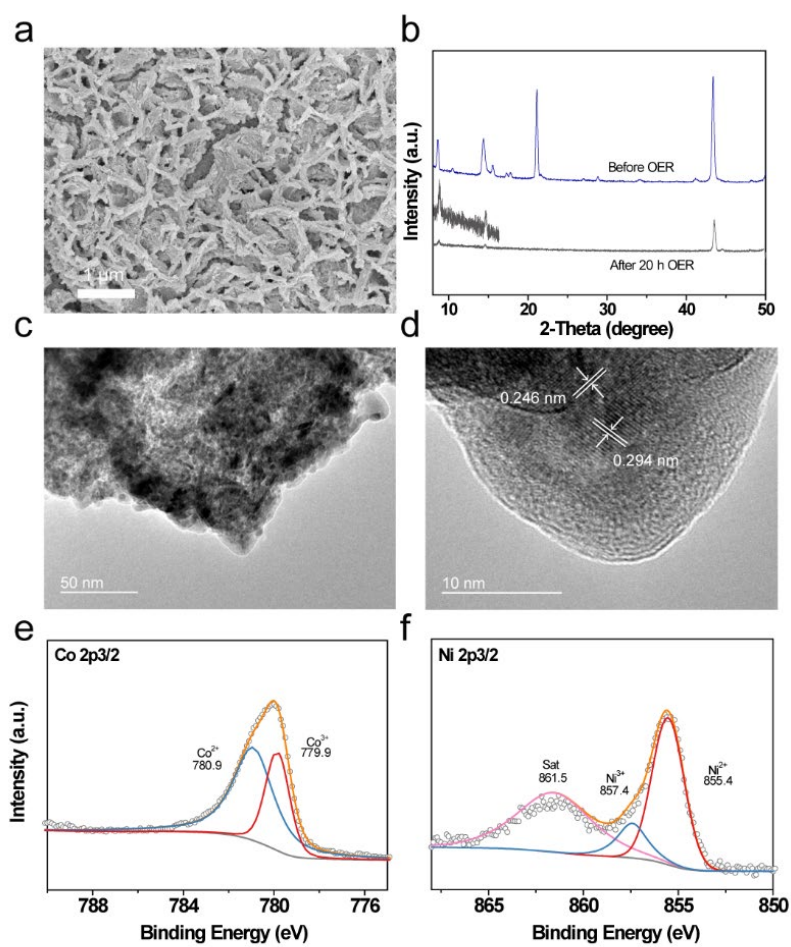 a
1 μm
b
Intensity (a.u.)
Before OER
After 20 h OER
10
20
30
40
50
2-Theta (degree)
c
50 nm
d
0.246 nm
0.294 nm
10 nm
e
Co 2p3/2
Intensity (a.u.)
Co²⁺
780.9
Co³⁺
779.9
788
784
780
776
Binding Energy (eV)
f
Ni 2p3/2
Sat
861.5
Ni³⁺
857.4
Ni²⁺
855.4
865
860
855
850
Binding Energy (eV)